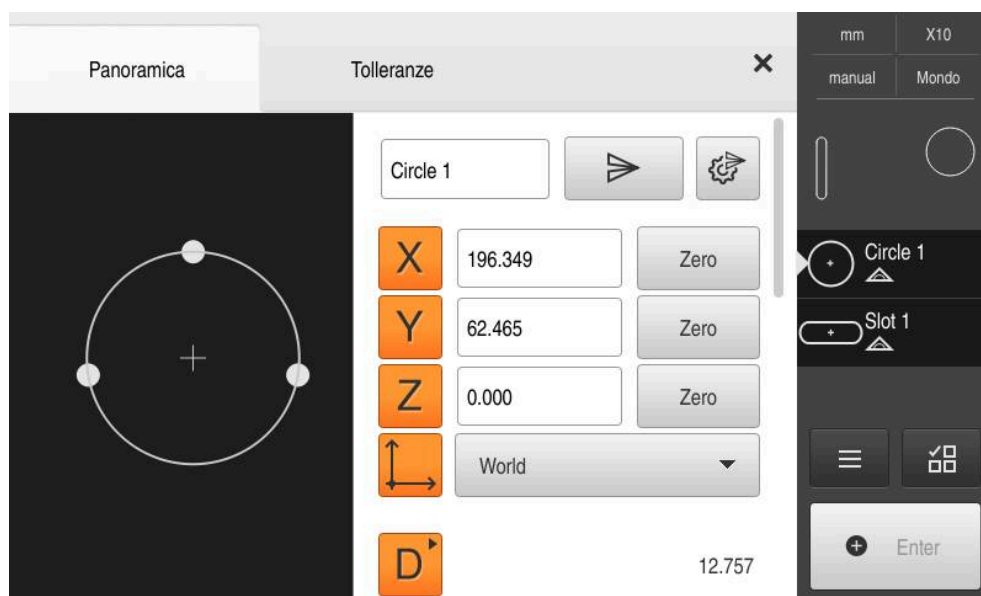 Panoramica
Tolleranze
mm
X10
manual
Mondo
Circle 1
X
196.349
Zero
Y
62.465
Zero
Z
0.000
Zero
World
D
12.757
Circle 1
Slot 1
Enter